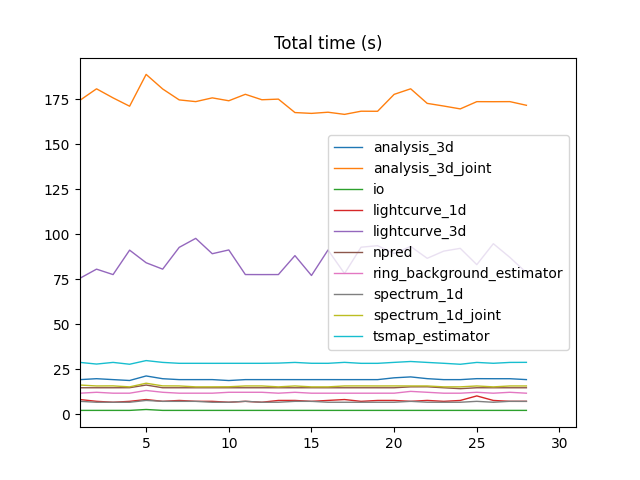 Total time (s)
175
150
125
100
75
50
25
0
analysis_3d
analysis_3d_joint
io
lightcurve_1d
lightcurve_3d
npred
ring_background_estimator
spectrum_1d
spectrum_1d_joint
tsmap_estimator
5 10 15 20 25 30